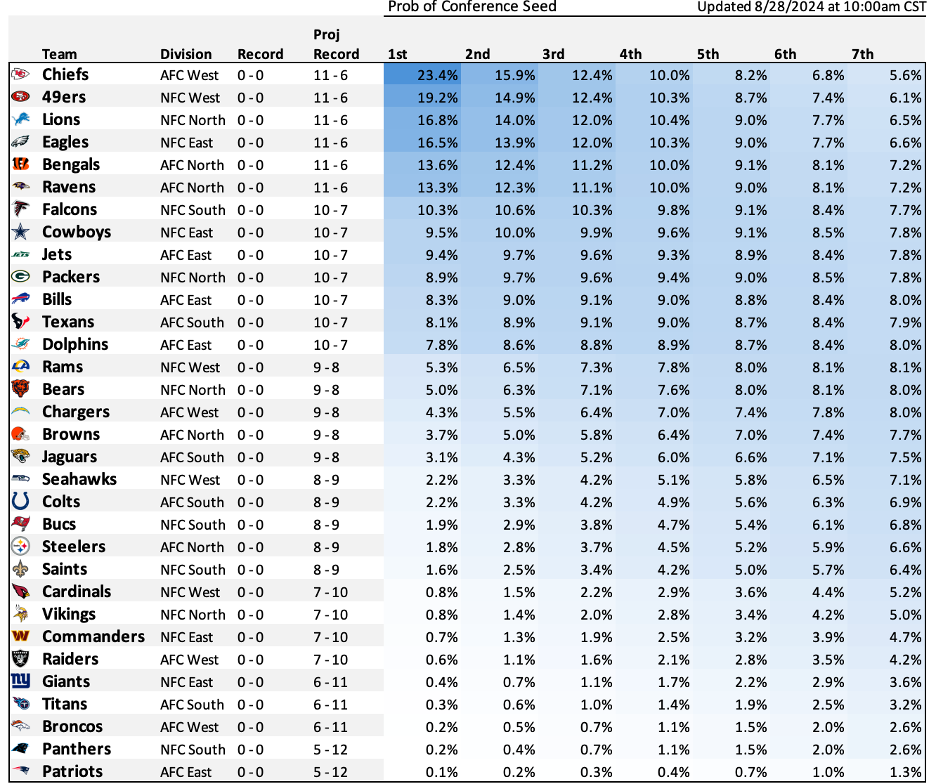 Prob of Conference Seed Updated 8/28/2024 at 10:00am CST
Proj
Team Division Record Record 1st 2nd 3rd 4th 5th 6th 7th
Chiefs AFC West 0 - 0 11 - 6 23.4% 15.9% 12.4% 10.0% 8.2% 6.8% 5.6%
49ers NFC West 0 - 0 11 - 6 19.2% 14.9% 12.4% 10.3% 8.7% 7.4% 6.1%
Lions NFC North 0 - 0 11 - 6 16.8% 14.0% 12.0% 10.4% 9.0% 7.7% 6.5%
Eagles NFC East 0 - 0 11 - 6 16.5% 13.9% 12.0% 10.3% 9.0% 7.7% 6.6%
Bengals AFC North 0 - 0 11 - 6 13.6% 12.4% 11.2% 10.0% 9.1% 8.1% 7.2%
Ravens AFC North 0 - 0 11 - 6 13.3% 12.3% 11.1% 10.0% 9.0% 8.1% 7.2%
Falcons NFC South 0 - 0 10 - 7 10.3% 10.6% 10.3% 9.8% 9.1% 8.4% 7.7%
Cowboys NFC East 0 - 0 10 - 7 9.5% 10.0% 9.9% 9.6% 9.1% 8.5% 7.8%
JETS Jets AFC East 0 - 0 10 - 7 9.4% 9.7% 9.6% 9.3% 8.9% 8.4% 7.8%
G Packers NFC North 0 - 0 10 - 7 8.9% 9.7% 9.6% 9.4% 9.0% 8.5% 7.8%
Bills AFC East 0 - 0 10 - 7 8.3% 9.0% 9.1% 9.0% 8.8% 8.4% 8.0%
Texans AFC South 0 - 0 10 - 7 8.1% 8.9% 9.1% 9.0% 8.7% 8.4% 7.9%
Dolphins AFC East 0 - 0 10 - 7 7.8% 8.6% 8.8% 8.9% 8.7% 8.4% 8.0%
LA Rams NFC West 0 - 0 9 - 8 5.3% 6.5% 7.3% 7.8% 8.0% 8.1% 8.1%
Bears NFC North 0 - 0 9 - 8 5.0% 6.3% 7.1% 7.6% 8.0% 8.1% 8.0%
Chargers AFC West 0 - 0 9 - 8 4.3% 5.5% 6.4% 7.0% 7.4% 7.8% 8.0%
Browns AFC North 0 - 0 9 - 8 3.7% 5.0% 5.8% 6.4% 7.0% 7.4% 7.7%
Jaguars AFC South 0 - 0 9 - 8 3.1% 4.3% 5.2% 6.0% 6.6% 7.1% 7.5%
Seahawks NFC West 0 - 0 8 - 9 2.2% 3.3% 4.2% 5.1% 5.8% 6.5% 7.1%
Colts AFC South 0 - 0 8 - 9 2.2% 3.3% 4.2% 4.9% 5.6% 6.3% 6.9%
Bucs NFC South 0 - 0 8 - 9 1.9% 2.9% 3.8% 4.7% 5.4% 6.1% 6.8%
Steelers AFC North 0 - 0 8 - 9 1.8% 2.8% 3.7% 4.5% 5.2% 5.9% 6.6%
Saints NFC South 0 - 0 8 - 9 1.6% 2.5% 3.4% 4.2% 5.0% 5.7% 6.4%
Cardinals NFC West 0 - 0 7 - 10 0.8% 1.5% 2.2% 2.9% 3.6% 4.4% 5.2%
Vikings NFC North 0 - 0 7 - 10 0.8% 1.4% 2.0% 2.8% 3.4% 4.2% 5.0%
W Commanders NFC East 0 - 0 7 - 10 0.7% 1.3% 1.9% 2.5% 3.2% 3.9% 4.7%
Raiders AFC West 0 - 0 7 - 10 0.6% 1.1% 1.6% 2.1% 2.8% 3.5% 4.2%
ny Giants NFC East 0 - 0 6 - 11 0.4% 0.7% 1.1% 1.7% 2.2% 2.9% 3.6%
Titans AFC South 0 - 0 6 - 11 0.3% 0.6% 1.0% 1.4% 1.9% 2.5% 3.2%
Broncos AFC West 0 - 0 6 - 11 0.2% 0.5% 0.7% 1.1% 1.5% 2.0% 2.6%
Panthers NFC South 0 - 0 5 - 12 0.2% 0.4% 0.7% 1.1% 1.5% 2.0% 2.6%
Patriots AFC East 0 - 0 5 - 12 0.1% 0.2% 0.3% 0.4% 0.7% 1.0% 1.3%